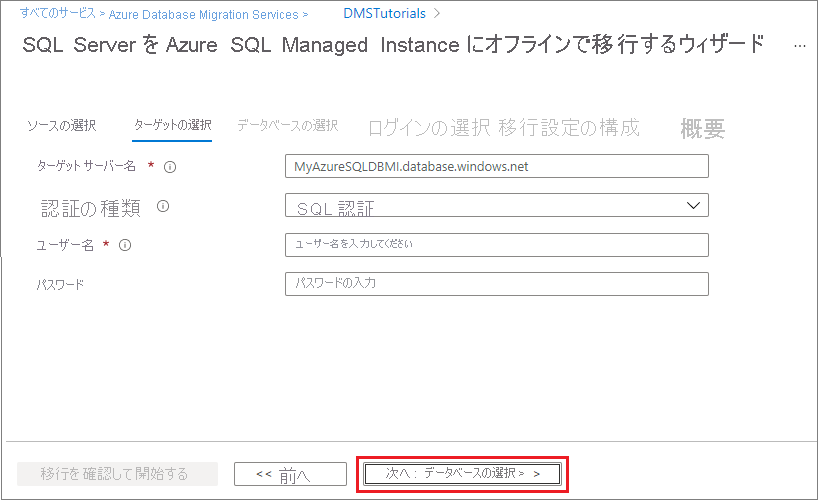 すべてのサービス > Azure Database Migration Services > DMSTutorials >
SQL Server を Azure SQL Managed Instance にオフラインで移行するウィザード ...
ソースの選択 ターゲットの選択 データベースの選択 ログインの選択 移行設定の構成 概要
ターゲット サーバー名 * MyAzureSQLDBMI.database.windows.net
認証の種類 SQL 認証
ユーザー名 * ユーザー名を入力してください
パスワード パスワードの入力
移行を確認して開始する << 前へ 次へ: データベースの選択 > >